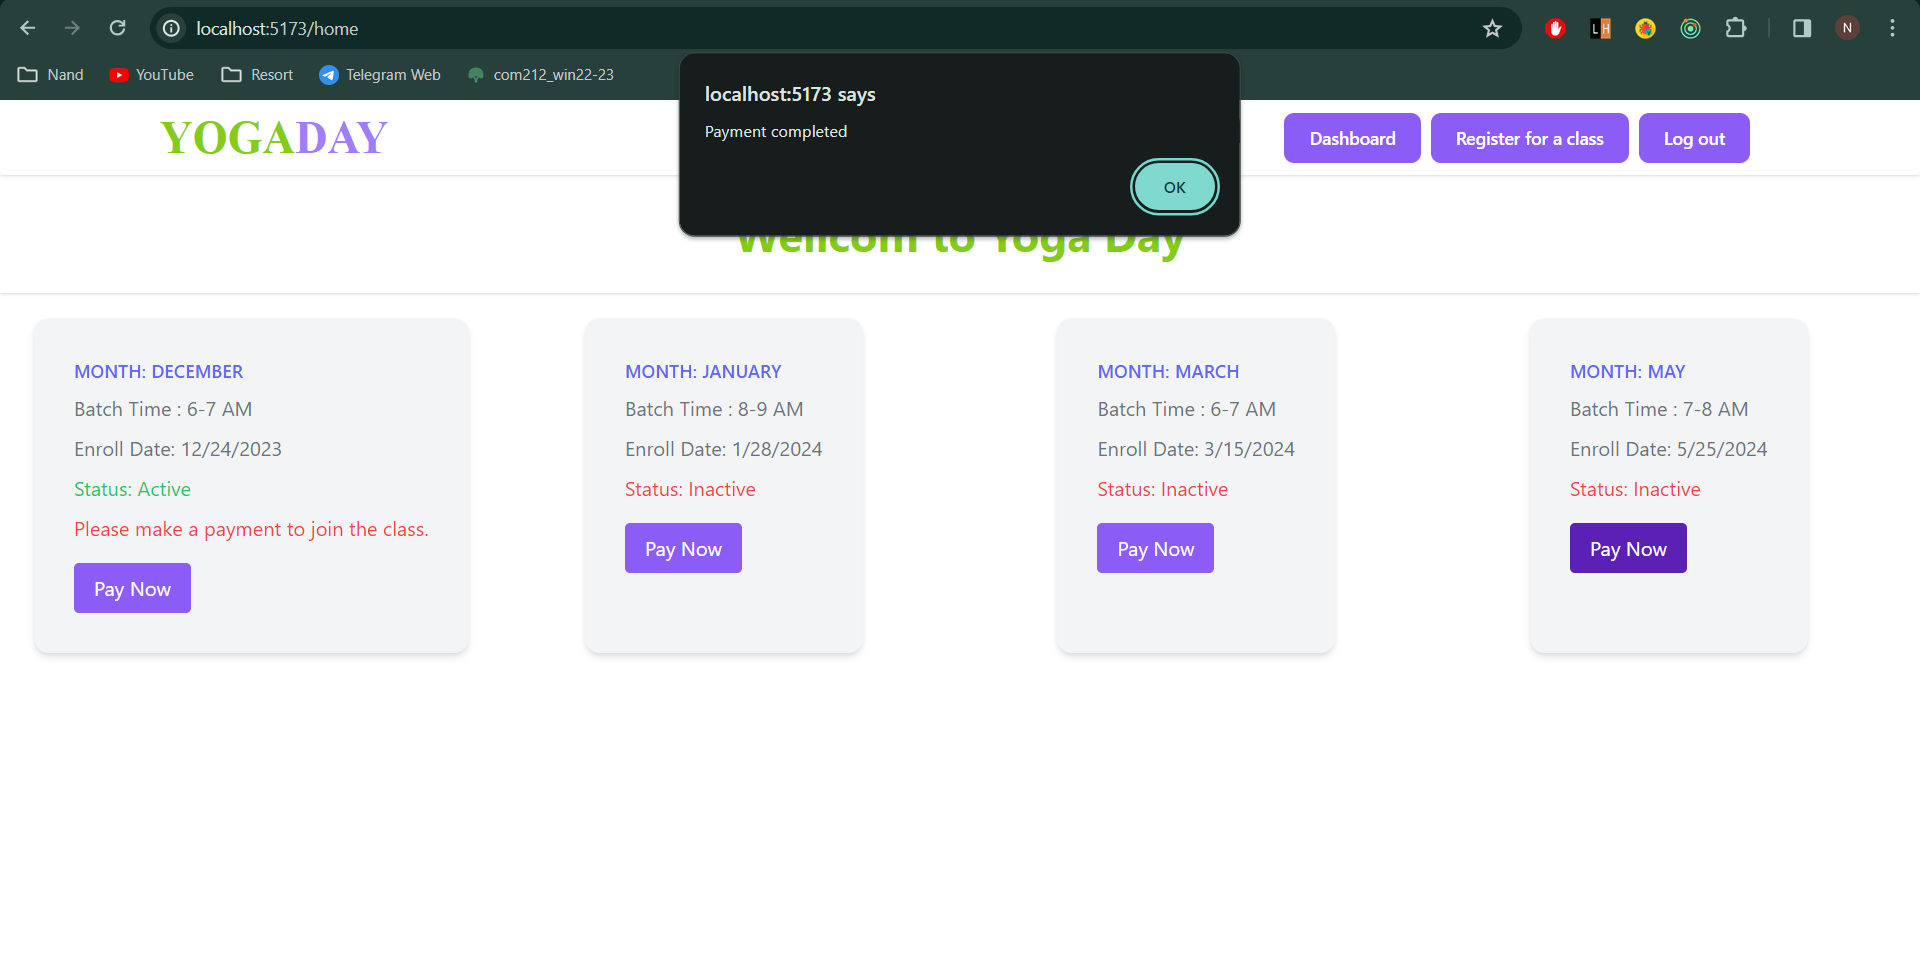 localhost:5173/home
N
Nand
YouTube
Resort
Telegram Web
com212_win22-23
localhost:5173 says
Payment completed
OK
YOGADAY
Dashboard
Register for a class
Log out
Wellcom to Yoga Day
MONTH: DECEMBER
Batch Time : 6-7 AM
Enroll Date: 12/24/2023
Status: Active
Please make a payment to join the class.
Pay Now
MONTH: JANUARY
Batch Time : 8-9 AM
Enroll Date: 1/28/2024
Status: Inactive
Pay Now
MONTH: MARCH
Batch Time : 6-7 AM
Enroll Date: 3/15/2024
Status: Inactive
Pay Now
MONTH: MAY
Batch Time : 7-8 AM
Enroll Date: 5/25/2024
Status: Inactive
Pay Now